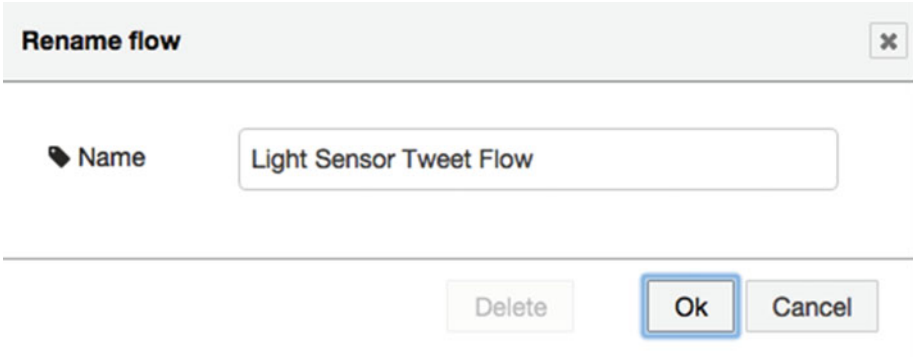 Rename flow
Name
Light Sensor Tweet Flow
Delete
Ok
Cancel